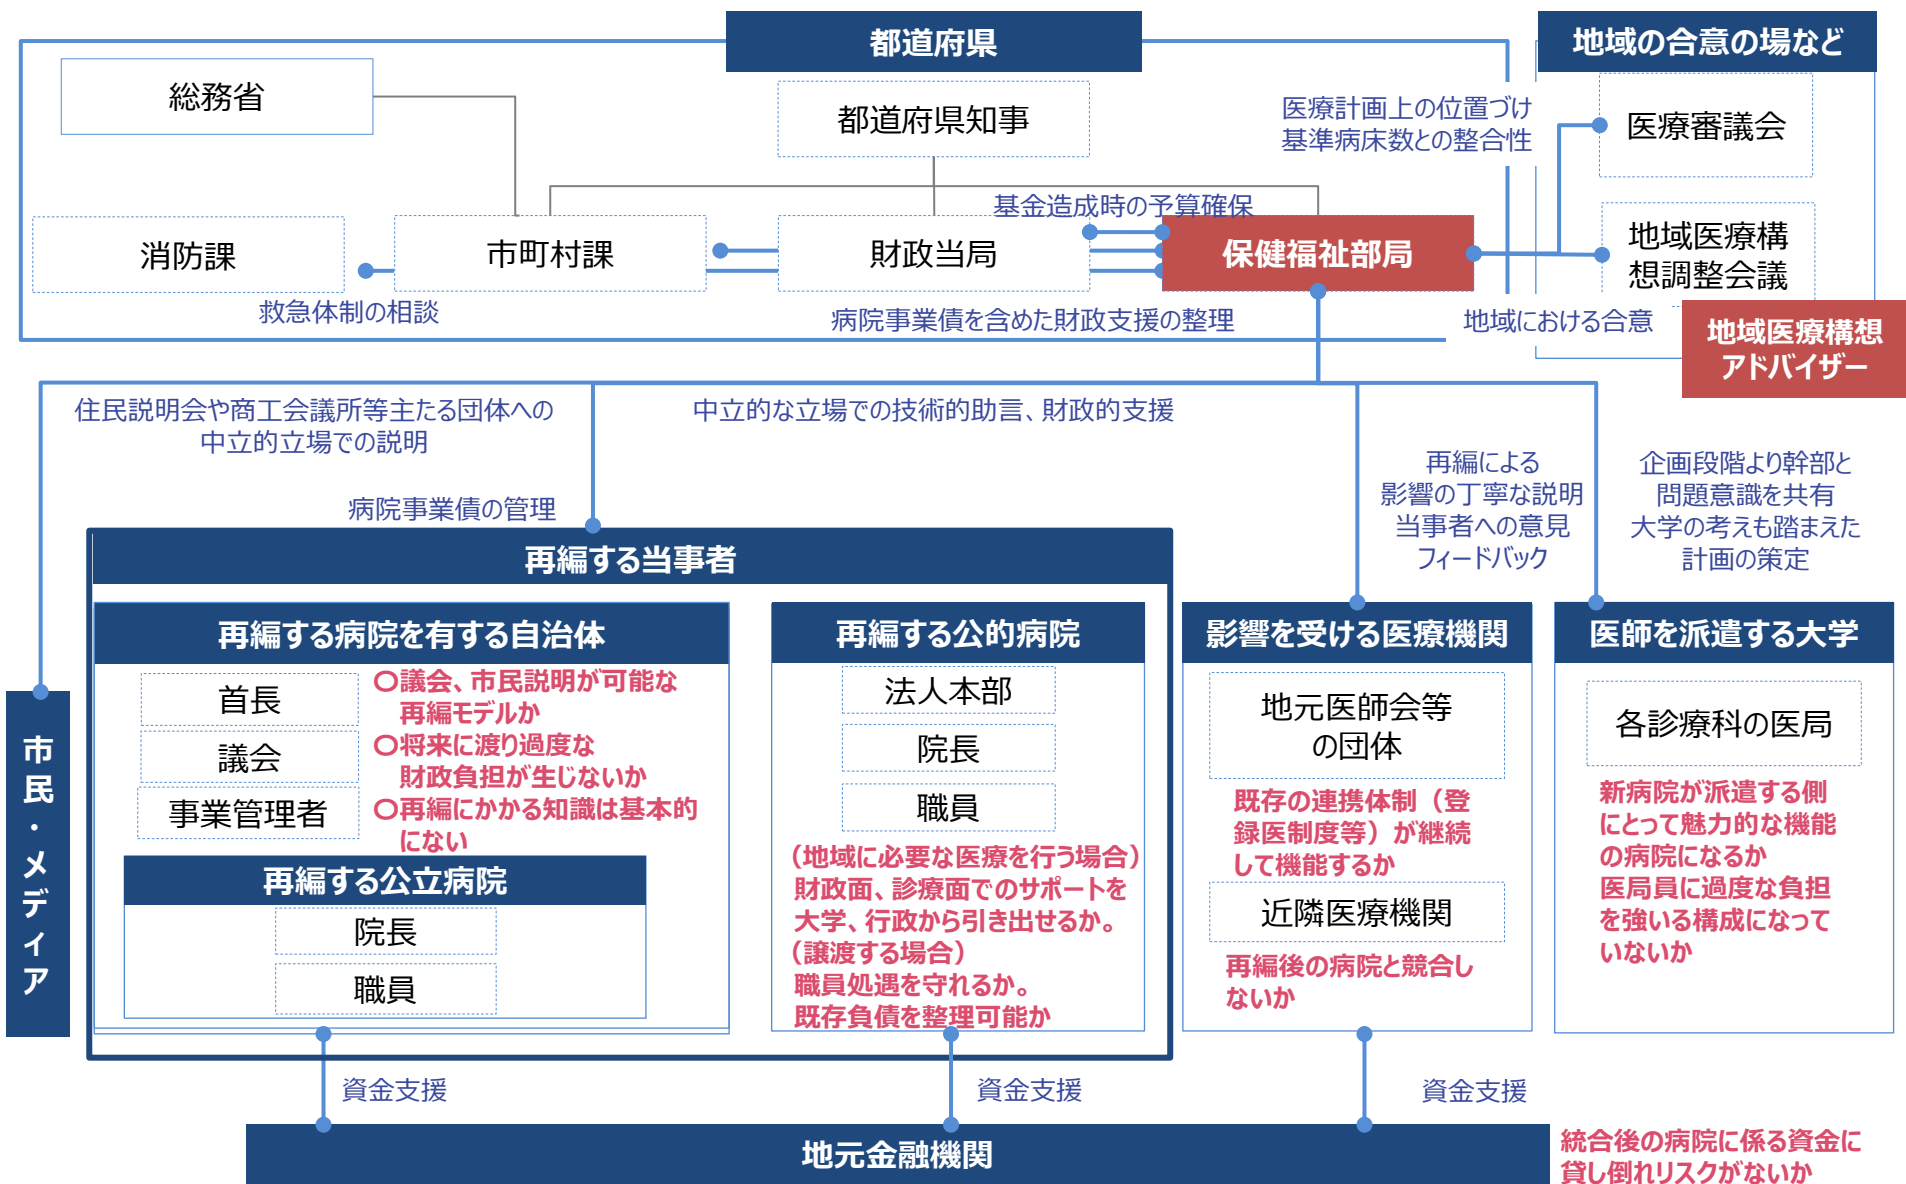 都道府県
地域の合意の場など
総務省
都道府県知事
医療計画上の位置づけ
基準病床数との整合性
医療審議会
基金造成時の予算確保
消防課
市町村課
財政当局
保健福祉部局
地域医療構
想調整会議
救急体制の相談
病院事業債を含めた財政支援の整理
地域における合意
地域医療構想
アドバイザー
住民説明会や商工会議所等主たる団体への
中立的立場での説明
中立的な立場での技術的助言、財政的支援
病院事業債の管理
再編による
影響の丁寧な説明
当事者への意見
フィードバック
企画段階より幹部と
問題意識を共有
大学の考えも踏まえた
計画の策定
再編する当事者
再編する病院を有する自治体
首長
議会
事業管理者
〇議会、市民説明が可能な
再編モデルか
〇将来に渡り過度な
財政負担が生じないか
〇再編にかかる知識は基本的
にない
再編する公立病院
院長
職員
再編する公的病院
法人本部
院長
職員
（地域に必要な医療を行う場合）
財政面、診療面でのサポートを
大学、行政から引き出せるか。
（譲渡する場合）
職員処遇を守れるか。
既存負債を整理可能か
影響を受ける医療機関
地元医師会等
の団体
既存の連携体制（登
録医制度等）が継続
して機能するか
近隣医療機関
再編後の病院と競合し
ないか
医師を派遣する大学
各診療科の医局
新病院が派遣する側
にとって魅力的な機能
の病院になるか
医局員に過度な負担
を強いる構成になって
いないか
市民・メディア
資金支援
資金支援
資金支援
地元金融機関
統合後の病院に係る資金に
貸し倒れリスクがないか